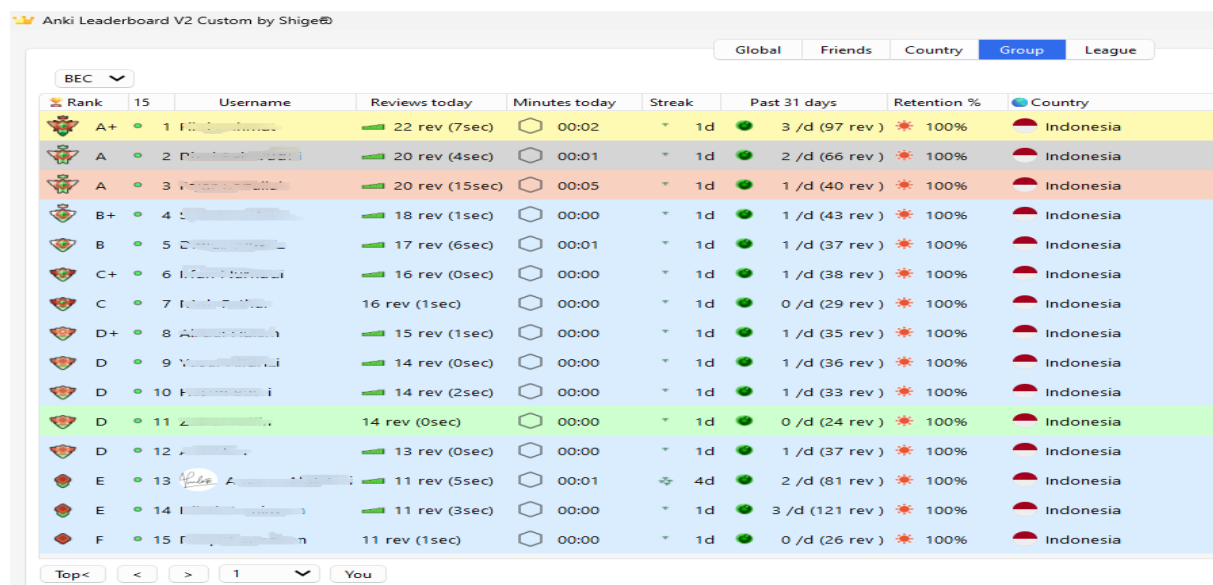 Anki Leaderboard V2 Custom by Shige
Global Friends Country Group League
BEC
Rank 15 Username Reviews today Minutes today Streak Past 31 days Retention % Country
A+ 1 22 rev (7sec) 00:02 1d 3 /d (97 rev ) 100% Indonesia
A 2 20 rev (4sec) 00:01 1d 2 /d (66 rev ) 100% Indonesia
A 3 20 rev (15sec) 00:05 1d 1 /d (40 rev ) 100% Indonesia
B+ 4 18 rev (1sec) 00:00 1d 1 /d (43 rev ) 100% Indonesia
B 5 17 rev (6sec) 00:01 1d 1 /d (37 rev ) 100% Indonesia
C+ 6 16 rev (0sec) 00:00 1d 1 /d (38 rev ) 100% Indonesia
C 7 16 rev (1sec) 00:00 1d 0 /d (29 rev ) 100% Indonesia
D+ 8 15 rev (1sec) 00:00 1d 1 /d (35 rev ) 100% Indonesia
D 9 14 rev (0sec) 00:00 1d 1 /d (36 rev ) 100% Indonesia
D 10 14 rev (2sec) 00:00 1d 1 /d (33 rev ) 100% Indonesia
D 11 14 rev (0sec) 00:00 1d 0 /d (24 rev ) 100% Indonesia
D 12 13 rev (0sec) 00:00 1d 1 /d (37 rev ) 100% Indonesia
E 13 11 rev (5sec) 00:01 4d 2 /d (81 rev ) 100% Indonesia
E 14 11 rev (3sec) 00:00 1d 3 /d (121 rev ) 100% Indonesia
F 15 11 rev (1sec) 00:00 1d 0 /d (26 rev ) 100% Indonesia
Top< < > 1 You